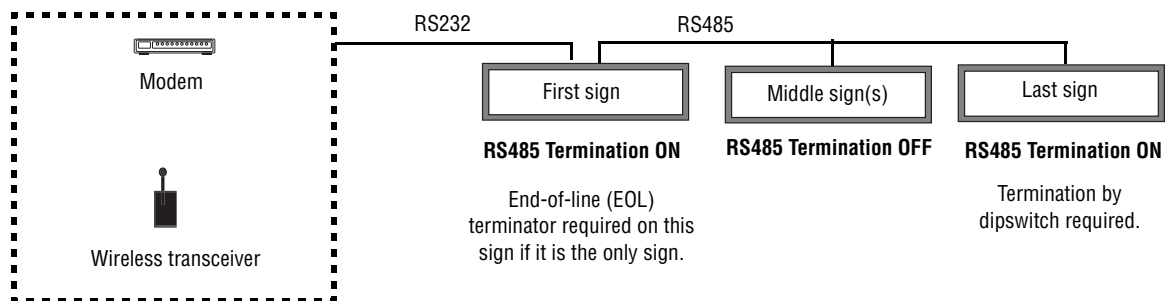 RS232
RS485
Modem
First sign
Middle sign(s)
Last sign
RS485 Termination ON
RS485 Termination OFF
RS485 Termination ON
End-of-line (EOL)
terminator required on this
sign if it is the only sign.
Termination by
dipswitch required.
Wireless transceiver